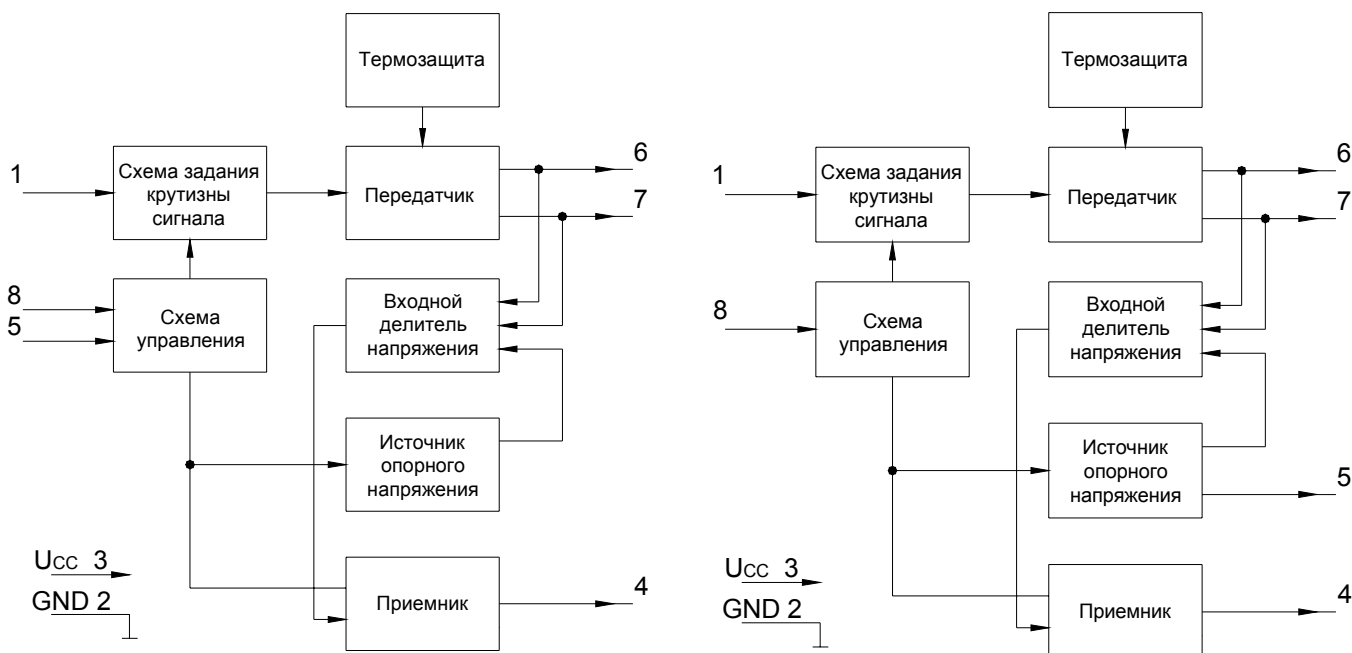 Термозащита
1
Схема задания
крутизны
сигнала
Передатчик
6
7
8
5
Схема
управления
Входной
делитель
напряжения
Источник
опорного
напряжения
Ucc 3
GND 2
Приемник
4
Термозащита
1
Схема задания
крутизны
сигнала
Передатчик
6
7
8
Схема
управления
Входной
делитель
напряжения
Источник
опорного
напряжения
5
Ucc 3
GND 2
Приемник
4